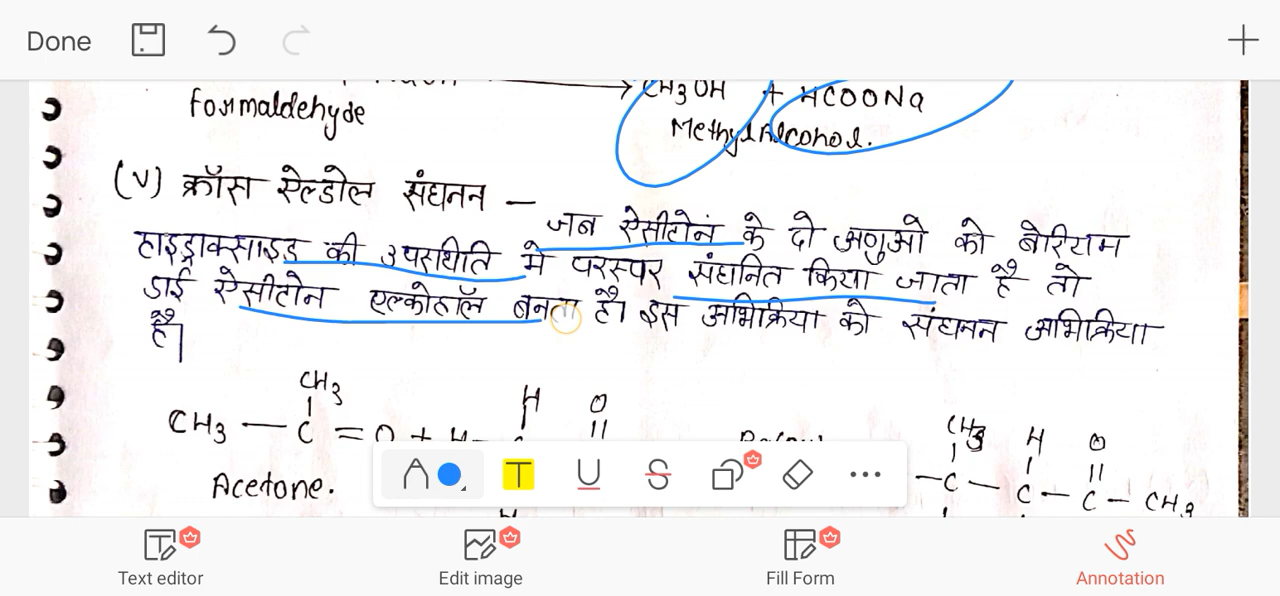 Done
CH3OH + HCOONa
Formaldehyde
Methyl Alcohol.
(V) क्रॉस ऐल्डोल संघनन —
जब ऐसीटोन के दो अणुओ को बेरियम
हाइड्राक्साइड की उपस्थिति मे परस्पर संघनित किया जाता है तो
डाई ऐसीटोन एल्कोहॉल बनता है। इस अभिक्रिया को संघनन अभिक्रिया
है।
CH3 CH3 H O
H O
CH3 — C = O + H
— C — C — C — CH3
Acetone.
H
T U S
Text editor Edit image Fill Form Annotation